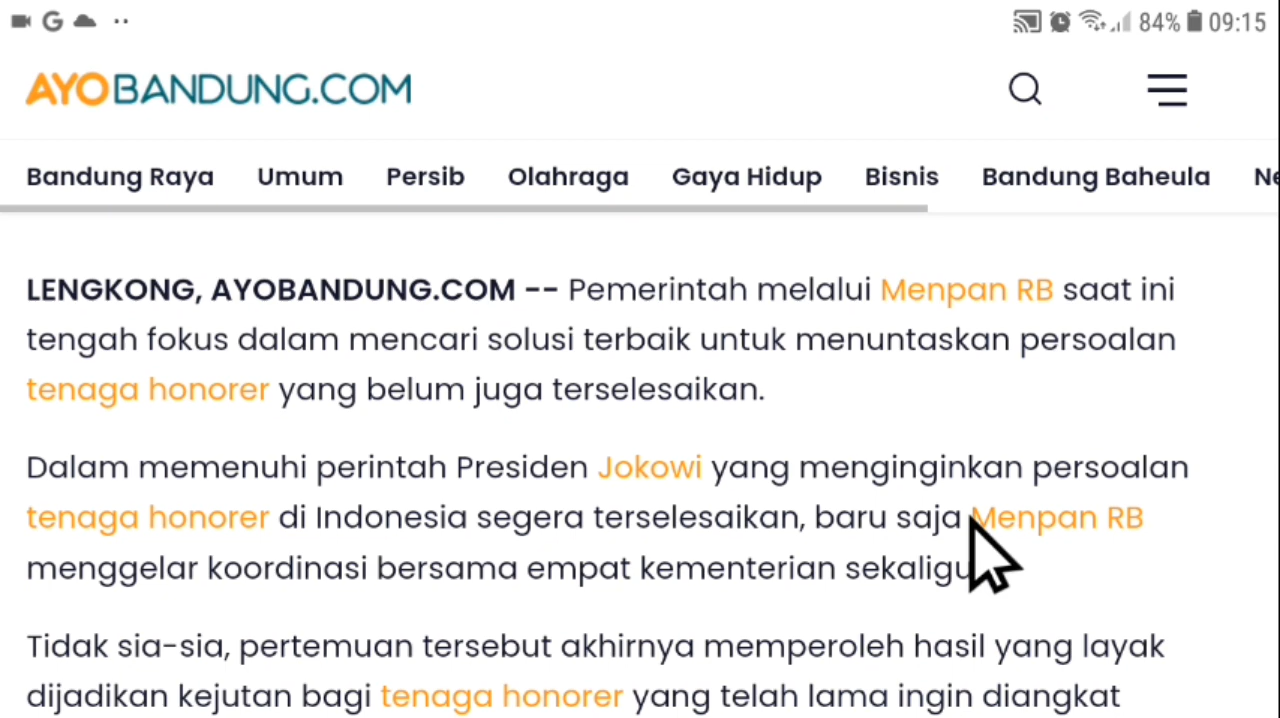 84% 09:15
AYOBANDUNG.COM
Bandung Raya Umum Persib Olahraga Gaya Hidup Bisnis Bandung Baheula
LENGKONG, AYOBANDUNG.COM -- Pemerintah melalui Menpan RB saat ini
tengah fokus dalam mencari solusi terbaik untuk menuntaskan persoalan
tenaga honorer yang belum juga terselesaikan.
Dalam memenuhi perintah Presiden Jokowi yang menginginkan persoalan
tenaga honorer di Indonesia segera terselesaikan, baru saja Menpan RB
menggelar koordinasi bersama empat kementerian
Tidak sia-sia, pertemuan tersebut akhirnya memperoleh hasil yang layak
dijadikan kejutan bagi tenaga honorer yang telah lama ingin diangkat